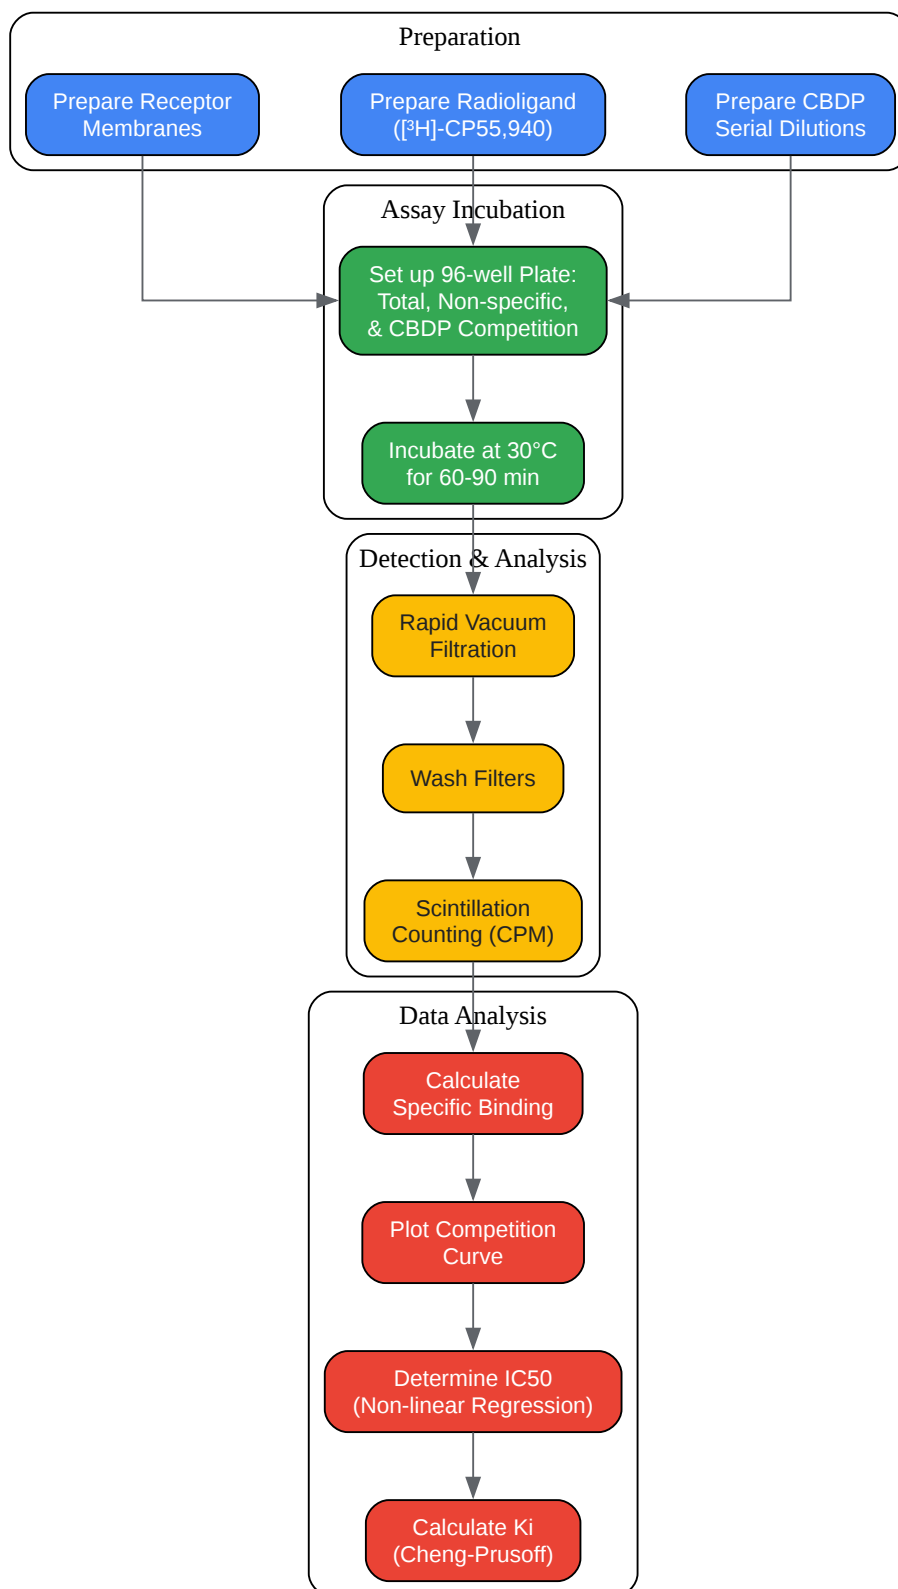 Preparation
Prepare Receptor
Membranes
Prepare Radioligand
([³H]-CP55,940)
Prepare CBDP
Serial Dilutions
Assay Incubation
Set up 96-well Plate:
Total, Non-specific,
& CBDP Competition
Incubate at 30°C
for 60-90 min
Detection & Analysis
Rapid Vacuum
Filtration
Wash Filters
Scintillation
Counting (CPM)
Data Analysis
Calculate
Specific Binding
Plot Competition
Curve
Determine IC50
(Non-linear Regression)
Calculate Ki
(Cheng-Prusoff)